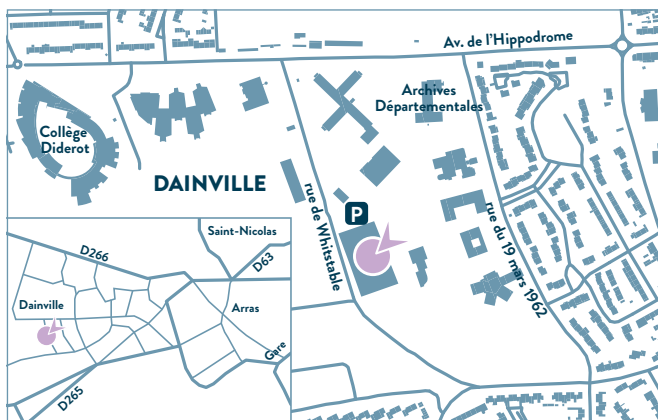 Av. de l'Hippodrome
Archives
Départementales
Collège
Diderot
DAINVILLE
P
rue de Whitstable
rue du 19 mars 1962
Saint-Nicolas
D266
D63
Dainville
Arras
Gare
D265